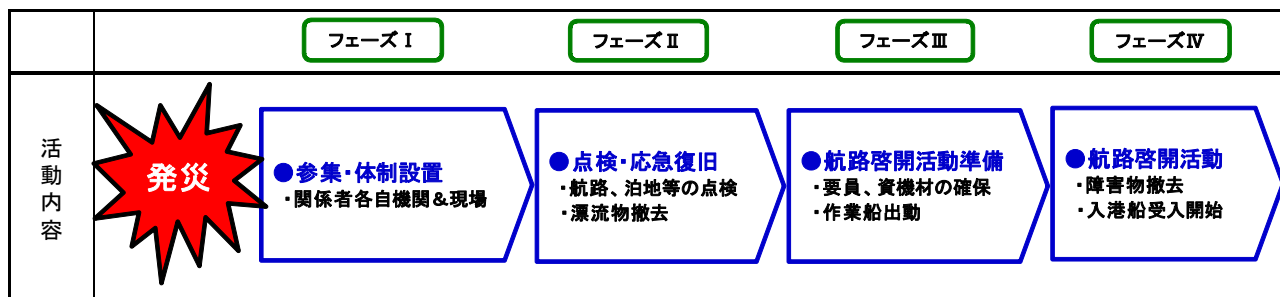 フェーズⅠ
フェーズⅡ
フェーズⅢ
フェーズⅣ
活動内容
発災
●参集・体制設置
・関係者各自機関＆現場
●点検・応急復旧
・航路、泊地等の点検
・漂流物撤去
●航路啓開活動準備
・要員、資機材の確保
・作業船出動
●航路啓開活動
・障害物撤去
・入港船受入開始